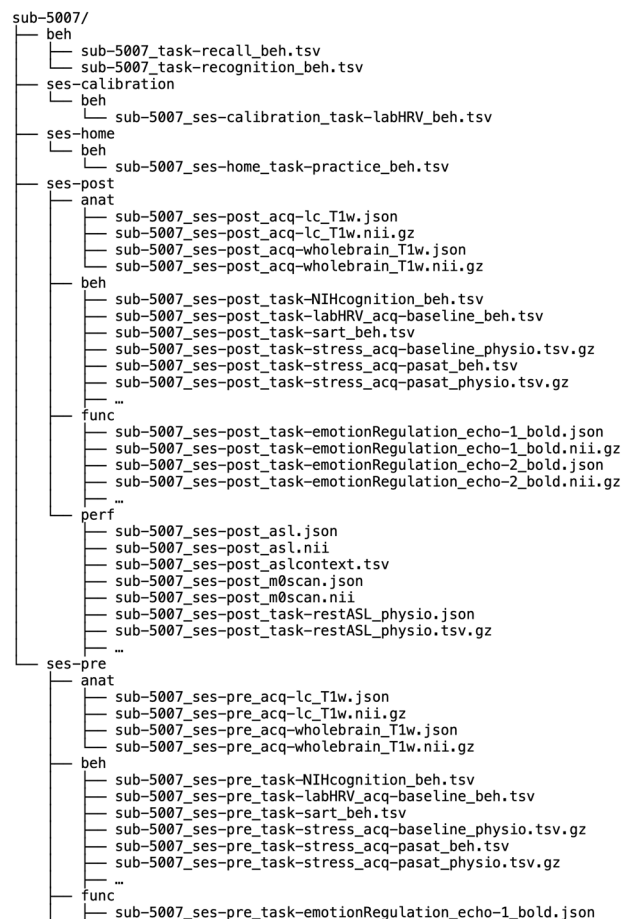 sub-5007/
├── beh
│   ├── sub-5007_task-recall_beh.tsv
│   └── sub-5007_task-recognition_beh.tsv
├── ses-calibration
│   └── beh
│       └── sub-5007_ses-calibration_task-labHRV_beh.tsv
├── ses-home
│   └── beh
│       └── sub-5007_ses-home_task-practice_beh.tsv
├── ses-post
│   ├── anat
│   │   ├── sub-5007_ses-post_acq-lc_T1w.json
│   │   ├── sub-5007_ses-post_acq-lc_T1w.nii.gz
│   │   ├── sub-5007_ses-post_acq-wholebrain_T1w.json
│   │   └── sub-5007_ses-post_acq-wholebrain_T1w.nii.gz
│   ├── beh
│   │   ├── sub-5007_ses-post_task-NIHcognition_beh.tsv
│   │   ├── sub-5007_ses-post_task-labHRV_acq-baseline_beh.tsv
│   │   ├── sub-5007_ses-post_task-sart_beh.tsv
│   │   ├── sub-5007_ses-post_task-stress_acq-baseline_physio.tsv.gz
│   │   ├── sub-5007_ses-post_task-stress_acq-pasat_beh.tsv
│   │   ├── sub-5007_ses-post_task-stress_acq-pasat_physio.tsv.gz
│   │   ├── …
│   ├── func
│   │   ├── sub-5007_ses-post_task-emotionRegulation_echo-1_bold.json
│   │   ├── sub-5007_ses-post_task-emotionRegulation_echo-1_bold.nii.gz
│   │   ├── sub-5007_ses-post_task-emotionRegulation_echo-2_bold.json
│   │   ├── sub-5007_ses-post_task-emotionRegulation_echo-2_bold.nii.gz
│   │   ├── …
│   └── perf
│       ├── sub-5007_ses-post_asl.json
│       ├── sub-5007_ses-post_asl.nii
│       ├── sub-5007_ses-post_aslcontext.tsv
│       ├── sub-5007_ses-post_m0scan.json
│       ├── sub-5007_ses-post_m0scan.nii
│       ├── sub-5007_ses-post_task-restASL_physio.json
│       ├── sub-5007_ses-post_task-restASL_physio.tsv.gz
│       ├── …
└── ses-pre
    ├── anat
    │   ├── sub-5007_ses-pre_acq-lc_T1w.json
    │   ├── sub-5007_ses-pre_acq-lc_T1w.nii.gz
    │   ├── sub-5007_ses-pre_acq-wholebrain_T1w.json
    │   └── sub-5007_ses-pre_acq-wholebrain_T1w.nii.gz
    ├── beh
    │   ├── sub-5007_ses-pre_task-NIHcognition_beh.tsv
    │   ├── sub-5007_ses-pre_task-labHRV_acq-baseline_beh.tsv
    │   ├── sub-5007_ses-pre_task-sart_beh.tsv
    │   ├── sub-5007_ses-pre_task-stress_acq-baseline_physio.tsv.gz
    │   ├── sub-5007_ses-pre_task-stress_acq-pasat_beh.tsv
    │   ├── sub-5007_ses-pre_task-stress_acq-pasat_physio.tsv.gz
    │   ├── …
    ├── func
    │   ├── sub-5007_ses-pre_task-emotionRegulation_echo-1_bold.json